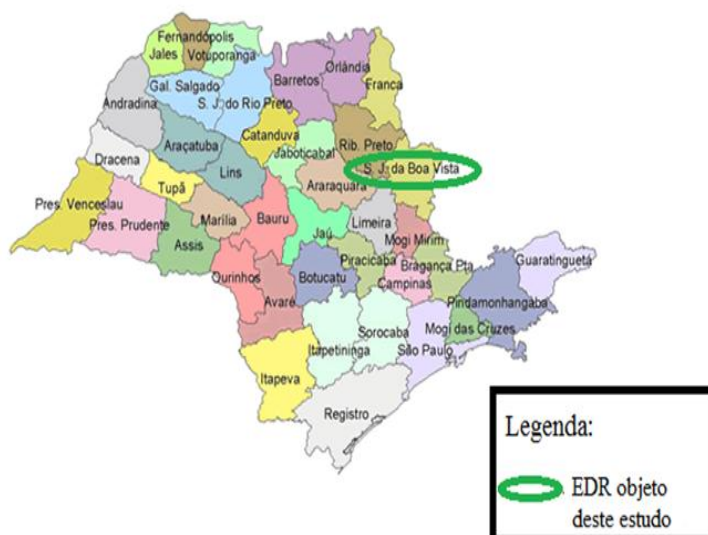 Fernandópolis
Jales
Votuporanga
Gal. Salgado
S. J. do Rio Preto
Andradina
Barretos
Orlândia
Franca
Catanduva
Rib. Preto
Araçatuba
Jaboticabal
Dracena
Lins
S. J. da Boa Vista
Araraquara
Tupã
Pres. Venceslau
Marília
Bauru
Limeira
Pres. Prudente
Jaú
Mogi Mirim
Assis
Piracicaba
Bragança Pta
Guaratinguetá
Ourinhos
Botucatu
Campinas
Pindamonhangaba
Avaré
Sorocaba
Mogi das Cruzes
Itapetininga
São Paulo
Itapeva
Registro
Legenda:
EDR objeto
deste estudo